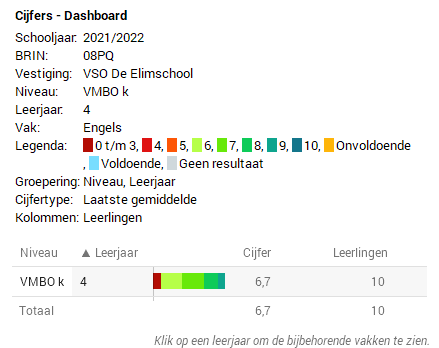 Cijfers - Dashboard
Schooljaar: 2021/2022
BRIN: 08PQ
Vestiging: VSO De Elimschool
Niveau: VMBO k
Leerjaar: 4
Vak: Engels
Legenda: 0 t/m 3, 4, 5, 6, 7, 8, 9, 10, Onvoldoende
, Voldoende, Geen resultaat
Groepering: Niveau, Leerjaar
Cijfertype: Laatste gemiddelde
Kolommen: Leerlingen
Niveau ▲ Leerjaar Cijfer Leerlingen
VMBO k 4 6,7 10
Totaal 6,7 10
Klik op een leerjaar om de bijbehorende vakken te zien.